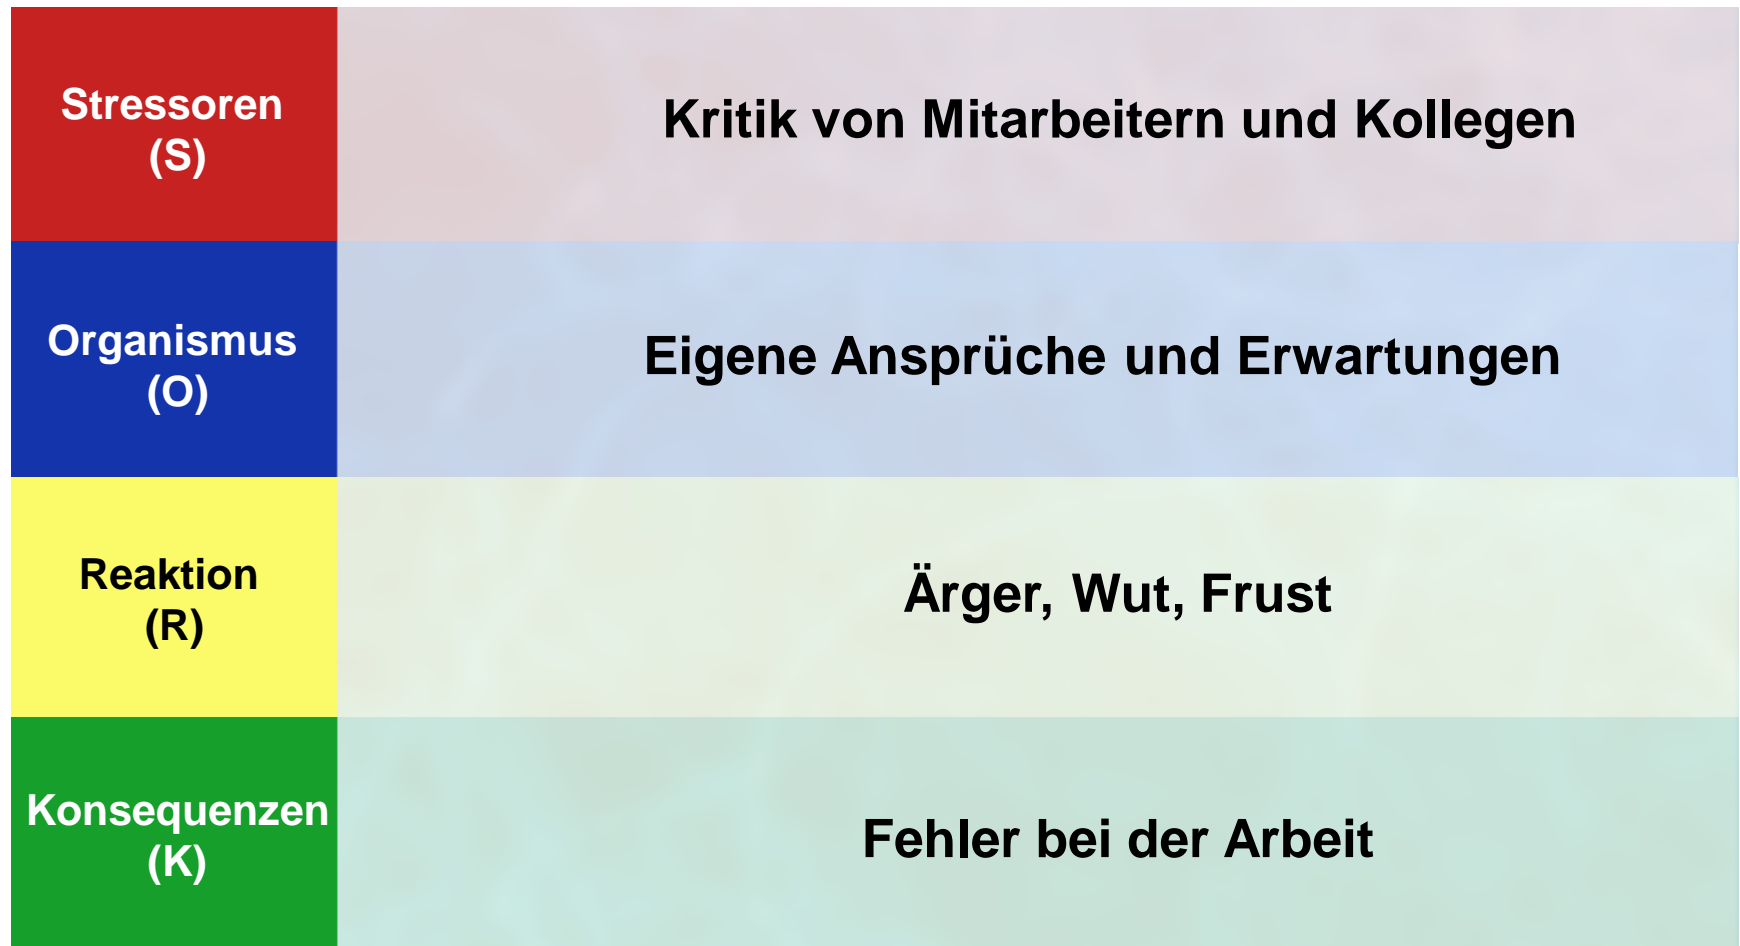 Stressoren
(S)
Kritik von Mitarbeitern und Kollegen
Organismus
(O)
Eigene Ansprüche und Erwartungen
Reaktion
(R)
Ärger, Wut, Frust
Konsequenzen
(K)
Fehler bei der Arbeit